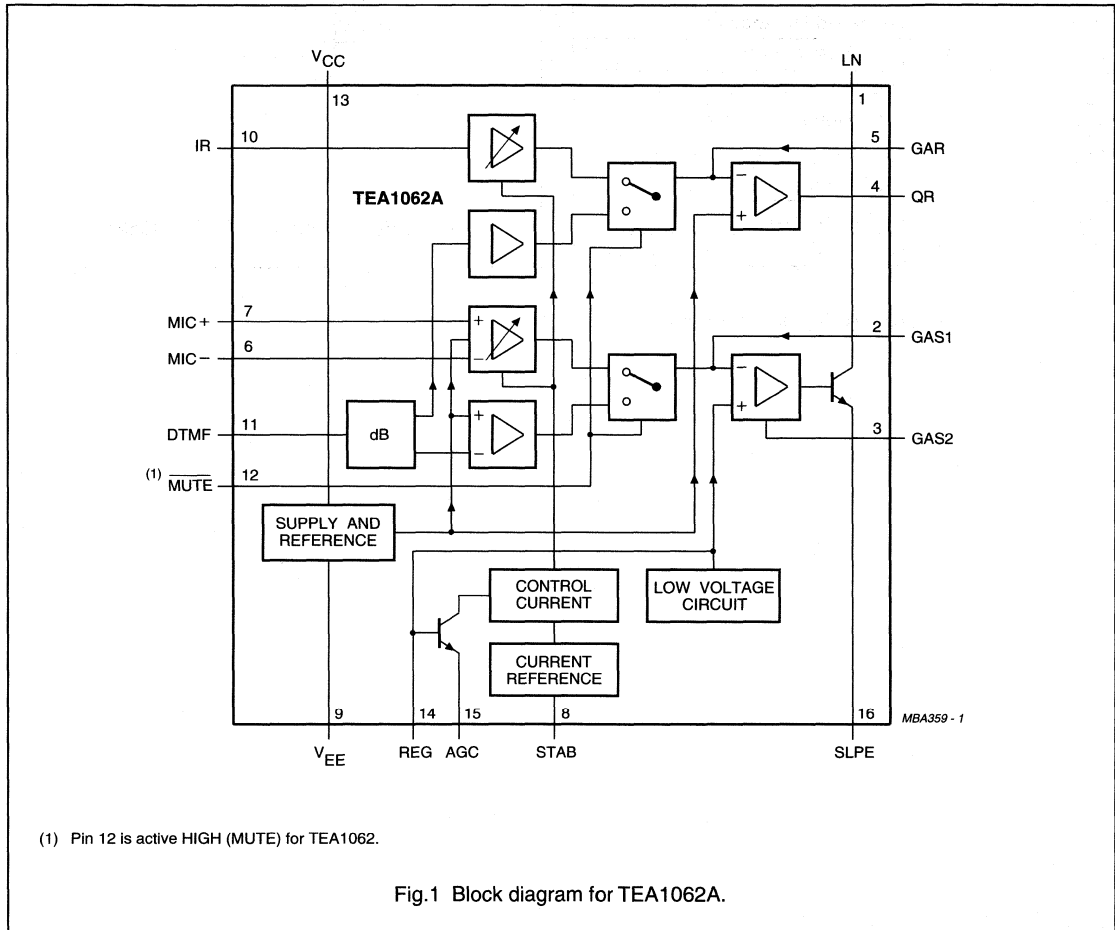 VCC
LN
13
1
IR
10
5
GAR
TEA1062A
−
4
QR
+
MIC+
7
+
2
GAS1
MIC−
6
−
−
+
+
3
GAS2
DTMF
11
dB
−
(1) MUTE
12
SUPPLY AND
REFERENCE
CONTROL
CURRENT
LOW VOLTAGE
CIRCUIT
CURRENT
REFERENCE
9
14
15
8
16
MBA359 - 1
VEE
REG
AGC
STAB
SLPE
(1) Pin 12 is active HIGH (MUTE) for TEA1062.
Fig.1 Block diagram for TEA1062A.